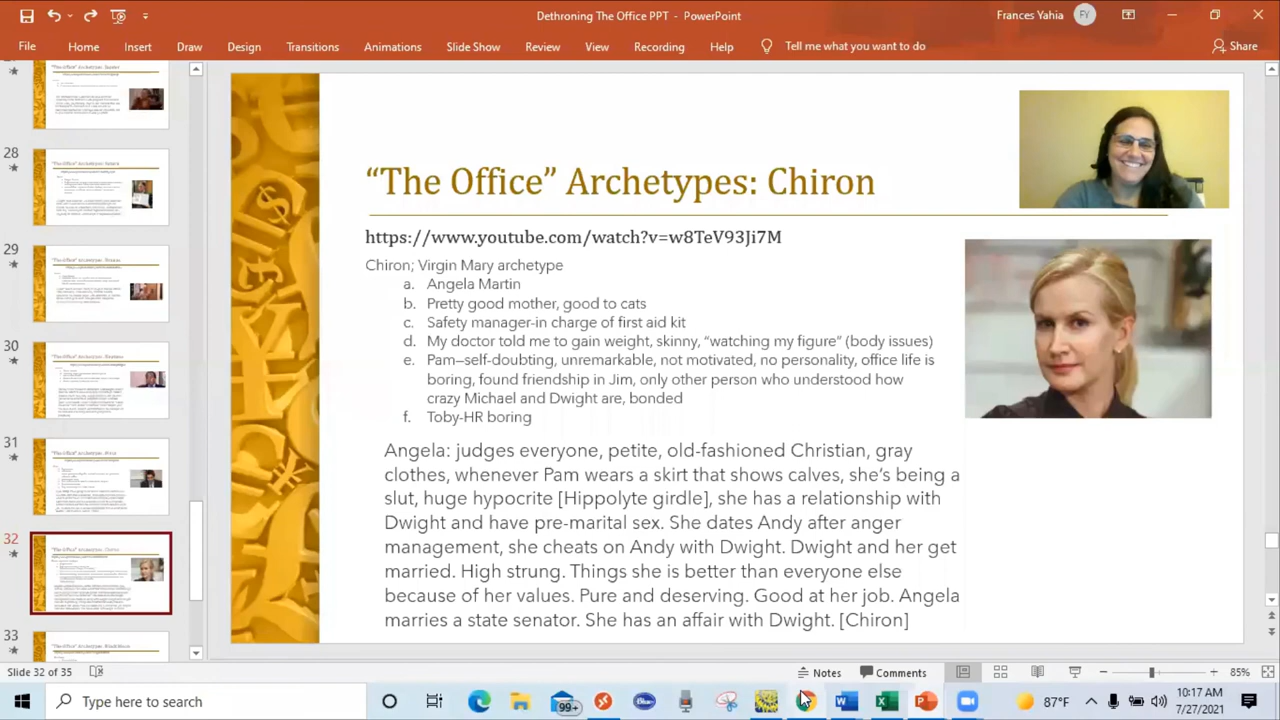 Dethroning The Office PPT - PowerPoint
Frances Yahia
FY
File Home Insert Draw Design Transitions Animations Slide Show Review View Recording Help Tell me what you want to do Share
28
29
30
31
32
33
"The Office" Archetypes: Chiron
https://www.youtube.com/watch?v=w8TeV93Ji7M
Chiron: Virgin Mary archetype
a. Angela Martin
b. Pretty good mother, good to cats
c. Safety manager-in charge of first aid kit
d. My doctor told me to gain weight, skinny, "watching my figure" (body issues)
e. Pam—self-doubting, unremarkable, not motivated, no personality, office life is
boring, found friendship in Jim, only other person who understood how
crazy Michael and Dwight are, bonded
f. Toby-HR boring
Angela: judges everyone, petite, old-fashioned Christian, gray
clothes, whenever Pam wears a skirt that shows knees, she's being
slut, huge hypocrite [Hippolyte girdle], she has a relationship with
Dwight and have pre-marital sex. She dates Andy after anger
management, she cheats on Andy with Dwight. Dwight and her get
married, high strung. Things she is better than everyone else
because of her values. Pure and deserving. Good at her job. Angela
marries a state senator. She has an affair with Dwight. [Chiron]
Slide 32 of 35
Notes
Comments
85%
Type here to search
99+
87°F
10:17 AM
7/27/2021